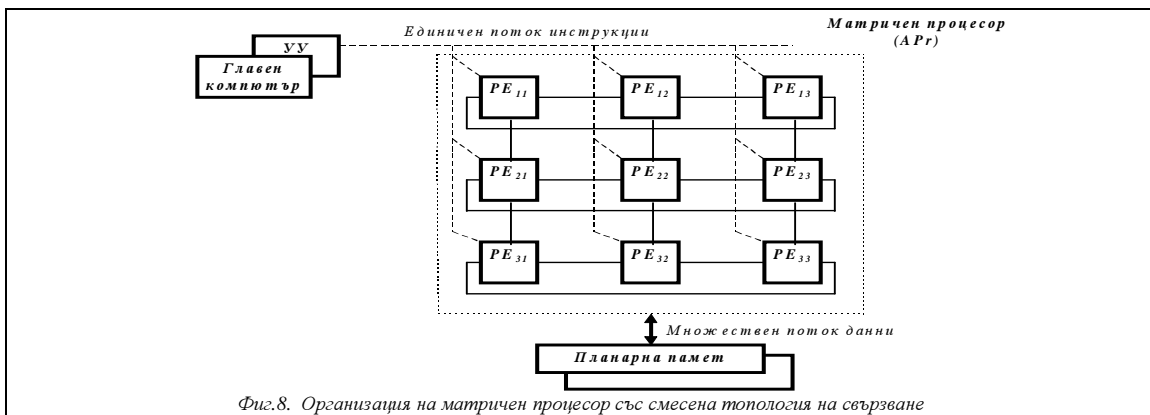 Единичен поток инструкции
Матричен процесор
(APr)
УУ
Главен
компютър
PE11 PE12 PE13
PE21 PE22 PE23
PE31 PE32 PE33
Множествен поток данни
Планарна памет
Фиг.8. Организация на матричен процесор със смесена топология на свързване